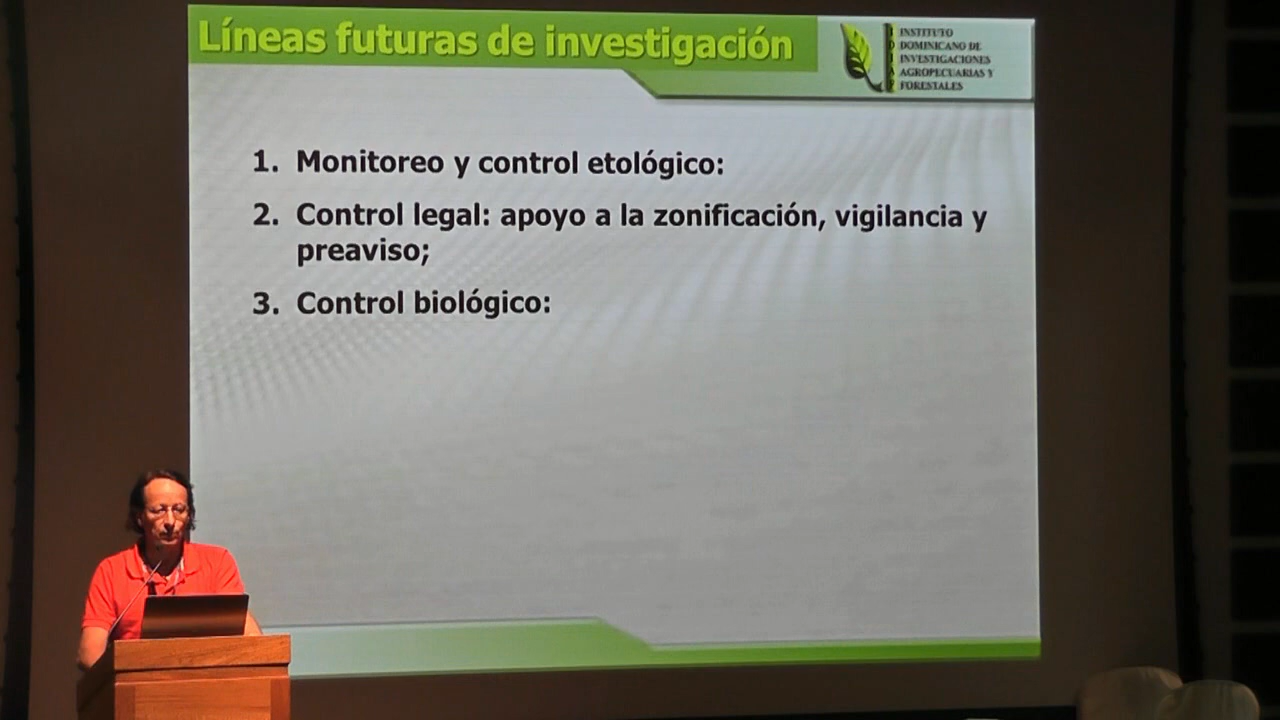 Líneas futuras de investigación
INSTITUTO
DOMINICANO DE
INVESTIGACIONES
AGROPECUARIAS Y
FORESTALES
1. Monitoreo y control etológico:
2. Control legal: apoyo a la zonificación, vigilancia y
preaviso;
3. Control biológico: